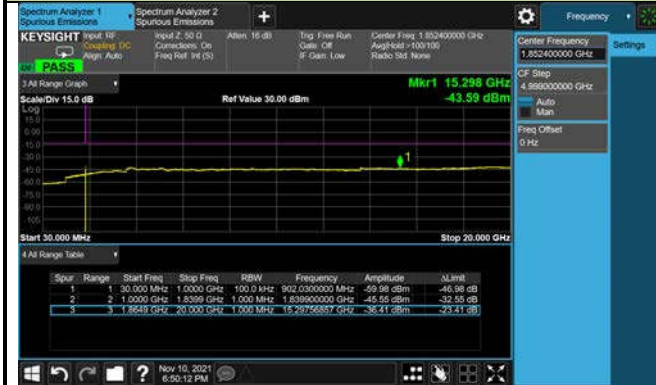 Spectrum Analyzer 1
Spurious Emissions
Spectrum Analyzer 2
Spurious Emissions
+
Frequency
KEYSIGHT
Input: RF
Coupling: DC
Align: Auto
Input Z: 50 Ω
Corrections: On
Freq Ref: Int (S)
Atten: 16 dB
Trig: Free Run
Gate: Off
IF Gain: Low
Center Freq: 1.852400000 GHz
Avg|Hold:>100/100
Radio Std: None
PASS
Center Frequency
1.852400000 GHz
Settings
CF Step
4.999000000 GHz
Auto
Man
Freq Offset
0 Hz
3 All Range Graph
Mkr1 15.298 GHz
-43.59 dBm
Scale/Div 15.0 dB
Ref Value 30.00 dBm
Log
15.0
0.00
-15.0
-30.0
-45.0
-60.0
-75.0
-90.0
-105
1
Start 30.000 MHz
Stop 20.000 GHz
4 All Range Table
Spur Range Start Freq Stop Freq RBW Frequency Amplitude ΔLimit
1 1 30.000 MHz 1.0000 GHz 100.0 kHz 902.0300000 MHz -59.98 dBm -46.98 dB
2 2 1.0000 GHz 1.8399 GHz 1.000 MHz 1.839900000 GHz -45.55 dBm -32.55 dB
3 3 1.8649 GHz 20.000 GHz 1.000 MHz 15.29756857 GHz -36.41 dBm -23.41 dB
?
Nov 10, 2021
6:50:12 PM